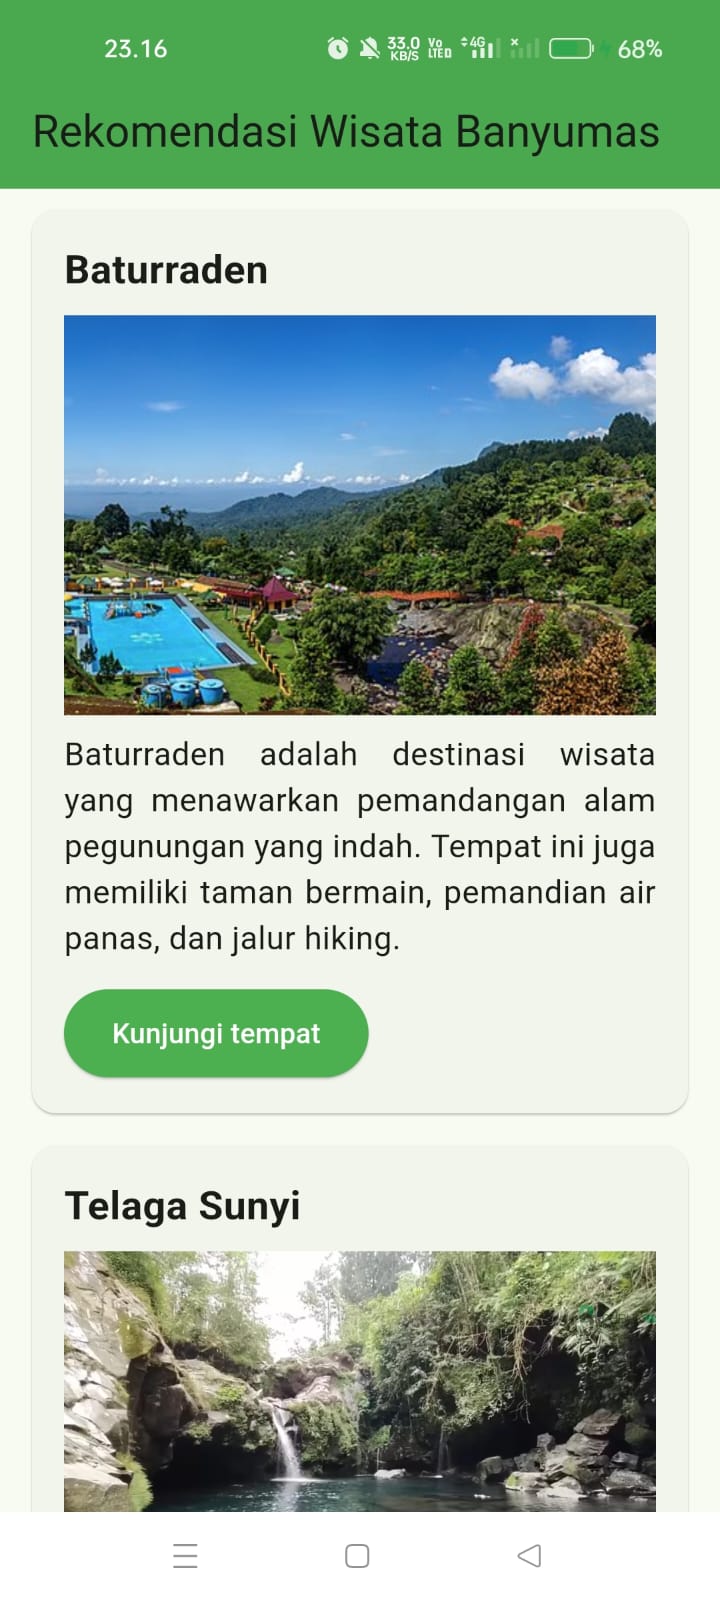 23.16 33.0 KB/S Vo LTED 4G 68%
Rekomendasi Wisata Banyumas
Baturraden
Baturraden adalah destinasi wisata
yang menawarkan pemandangan alam
pegunungan yang indah. Tempat ini juga
memiliki taman bermain, pemandian air
panas, dan jalur hiking.
Kunjungi tempat
Telaga Sunyi